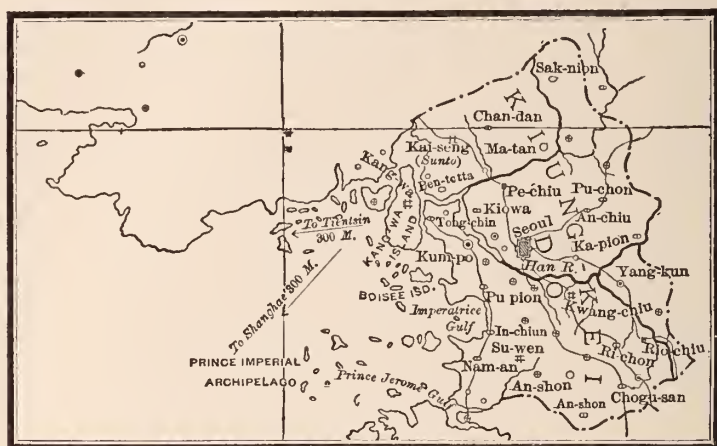 Sak-nion
KIUNG-KEI
DO
Chan-dan
Kai-seng
(Sunto)
Ma-tan
Kang-wa
Pen-tetta
Pe-chiu
Pu-chon
Tong-chin
Kiowa
An-chiu
Seoul
To Tientsin
300 M.
KANG-WA
ISLAND
Ka-pion
Kum-po
Han R.
Yang-kun
BOISEE ISD.
To Shanghae 300 M.
Pu pion
Kwang-chiu
Imperatrice
Gulf
In-chiun
Su-wen
Ri-chon
Rio-chiu
PRINCE IMPERIAL
ARCHIPELAGO
Nam-an
Prince Jerome Gulf
An-shon
Chogu-san
An-shon